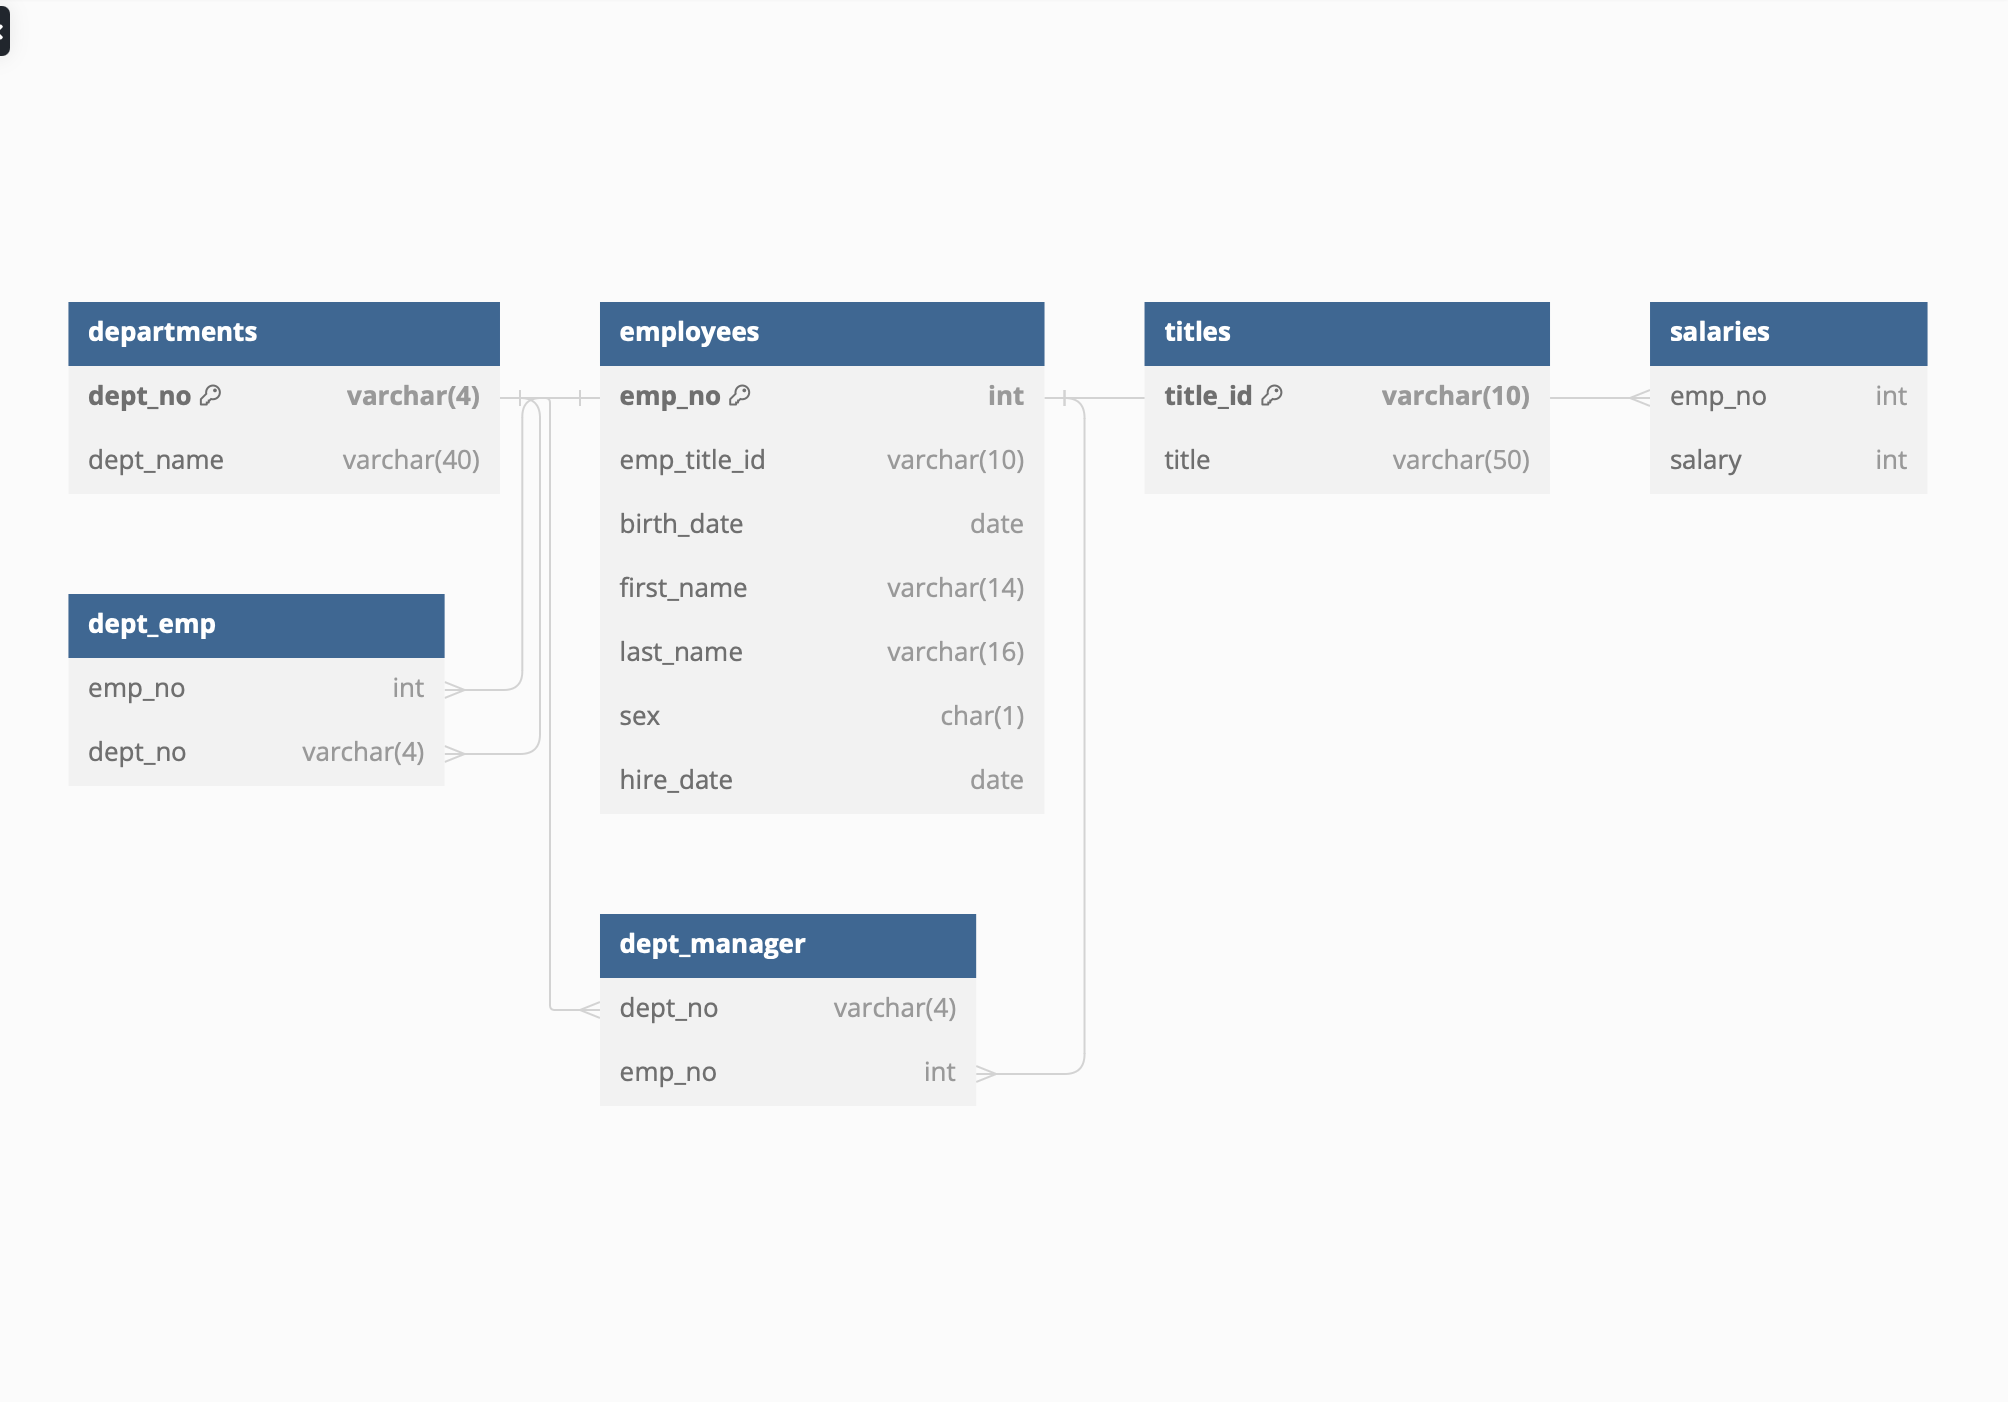 departments
dept_no varchar(4)
dept_name varchar(40)
employees
emp_no int
emp_title_id varchar(10)
birth_date date
first_name varchar(14)
last_name varchar(16)
sex char(1)
hire_date date
titles
title_id varchar(10)
title varchar(50)
salaries
emp_no int
salary int
dept_emp
emp_no int
dept_no varchar(4)
dept_manager
dept_no varchar(4)
emp_no int